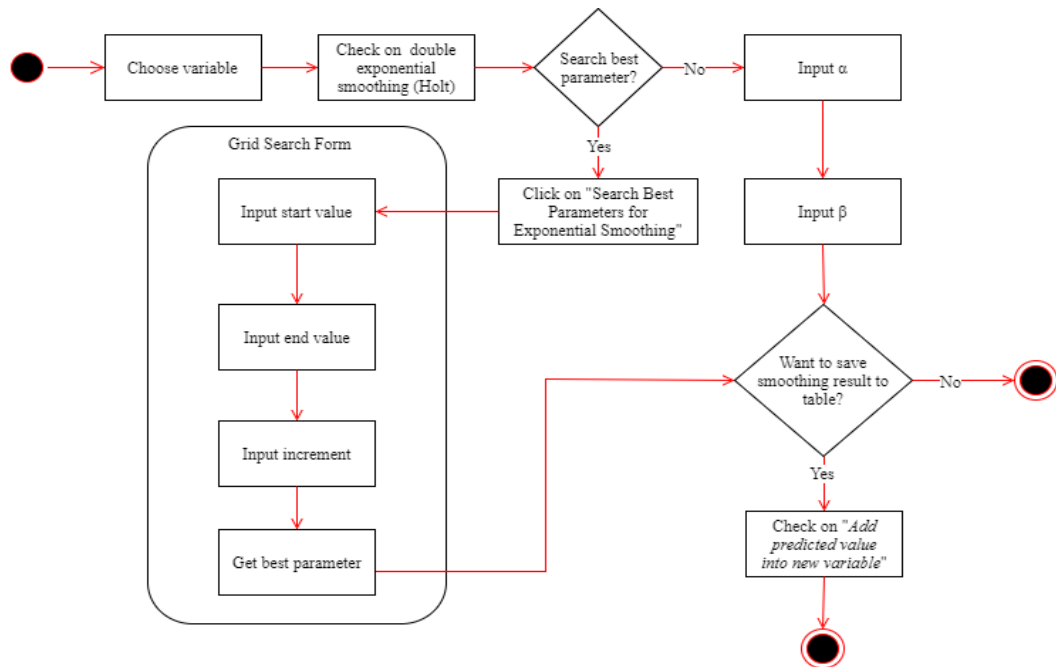 Choose variable
Check on double
exponential
smoothing (Holt)
Search best
parameter?
No
Input α
Yes
Grid Search Form
Input start value
Click on "Search Best
Parameters for
Exponential Smoothing"
Input β
Input end value
Want to save
smoothing result to
table?
No
Input increment
Yes
Get best parameter
Check on "Add
predicted value
into new variable"